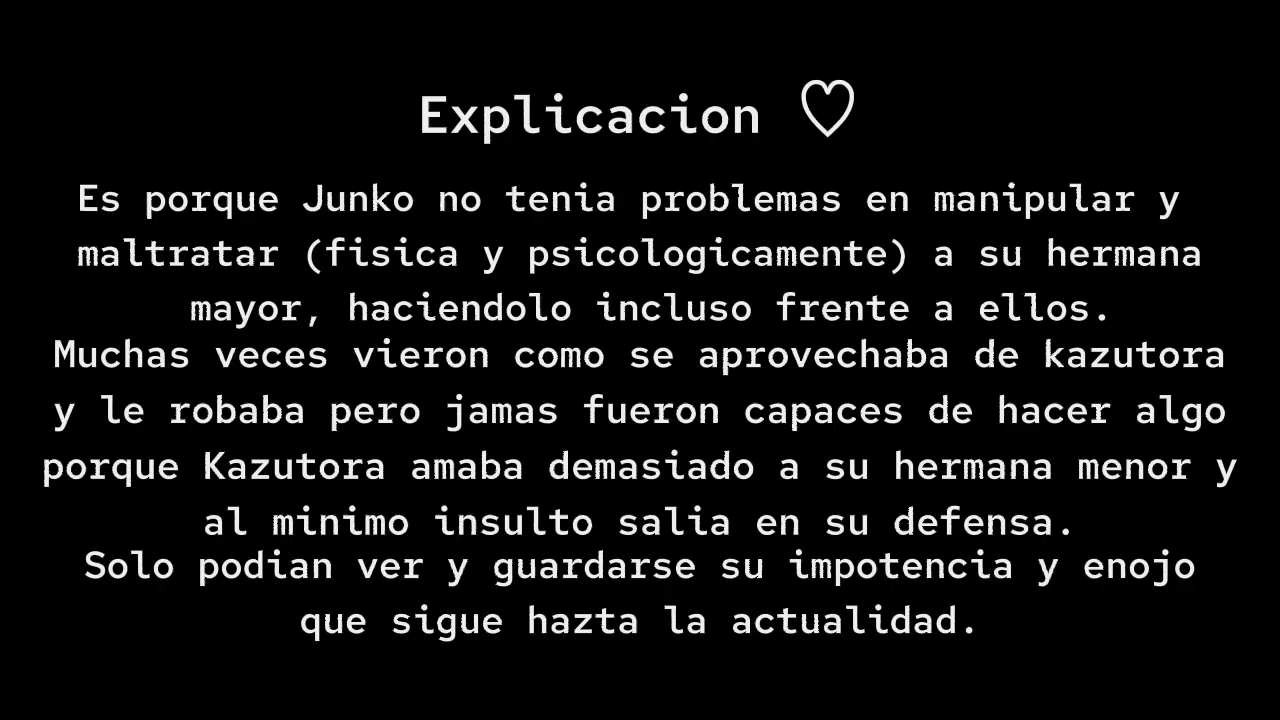 Explicacion ♡
Es porque Junko no tenia problemas en manipular y
maltratar (fisica y psicologicamente) a su hermana
mayor, haciendolo incluso frente a ellos.
Muchas veces vieron como se aprovechaba de kazutora
y le robaba pero jamas fueron capaces de hacer algo
porque Kazutora amaba demasiado a su hermana menor y
al minimo insulto salia en su defensa.
Solo podian ver y guardarse su impotencia y enojo
que sigue hazta la actualidad.